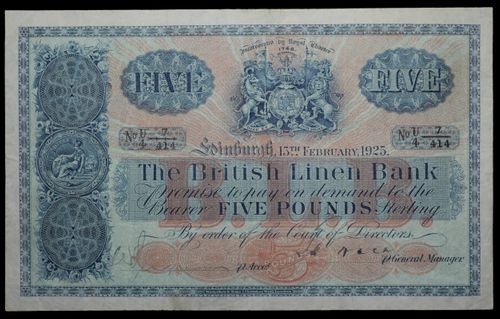 Incorporated by Royal Charter
1746
FIVE
FIVE
No U/4 7/414
No U/4 7/414
Edinburgh, 15TH FEBRUARY, 1925.
The British Linen Bank
Promise to pay on demand to the
Bearer FIVE POUNDS Sterling
By order of the Court of Directors.
p Acct.
p General Manager